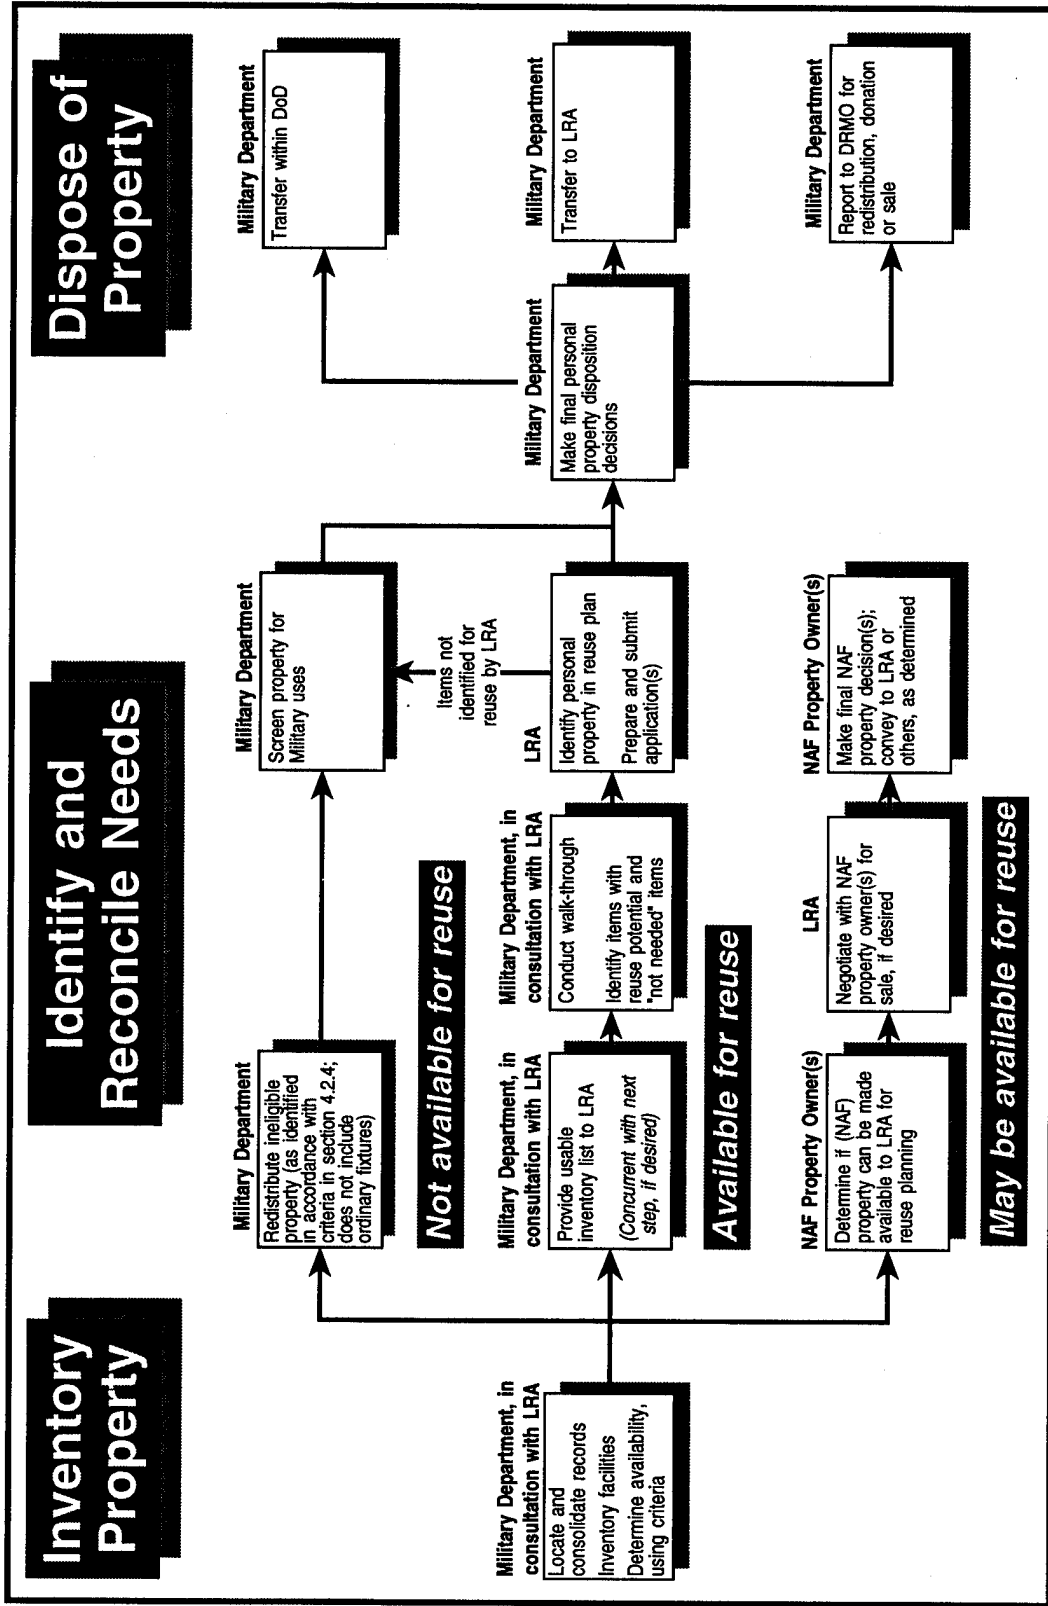 Inventory
Property
Identify and
Reconcile Needs
Dispose of
Property
Military Department, in
consultation with LRA
Locate and
consolidate records
Inventory facilities
Determine availability,
using criteria
Military Department
Redistribute ineligible
property (as identified
in accordance with
criteria in section 4.2.4;
does not include
ordinary fixtures)
Military Department
Screen property for
Military uses
Not available for reuse
Items not
identified for
reuse by LRA
Military Department, in
consultation with LRA
Provide usable
inventory list to LRA
(Concurrent with next
step, if desired)
Military Department, in
consultation with LRA
Conduct walk-through
Identify items with
reuse potential and
"not needed" items
LRA
Identify personal
property in reuse plan
Prepare and submit
application(s)
Available for reuse
NAF Property Owner(s)
Determine if (NAF)
property can be made
available to LRA for
reuse planning
LRA
Negotiate with NAF
property owner(s) for
sale, if desired
NAF Property Owner(s)
Make final NAF
property decision(s);
convey to LRA or
others, as determined
May be available for reuse
Military Department
Make final personal
property disposition
decisions
Military Department
Transfer within DoD
Military Department
Transfer to LRA
Military Department
Report to DRMO for
redistribution, donation
or sale